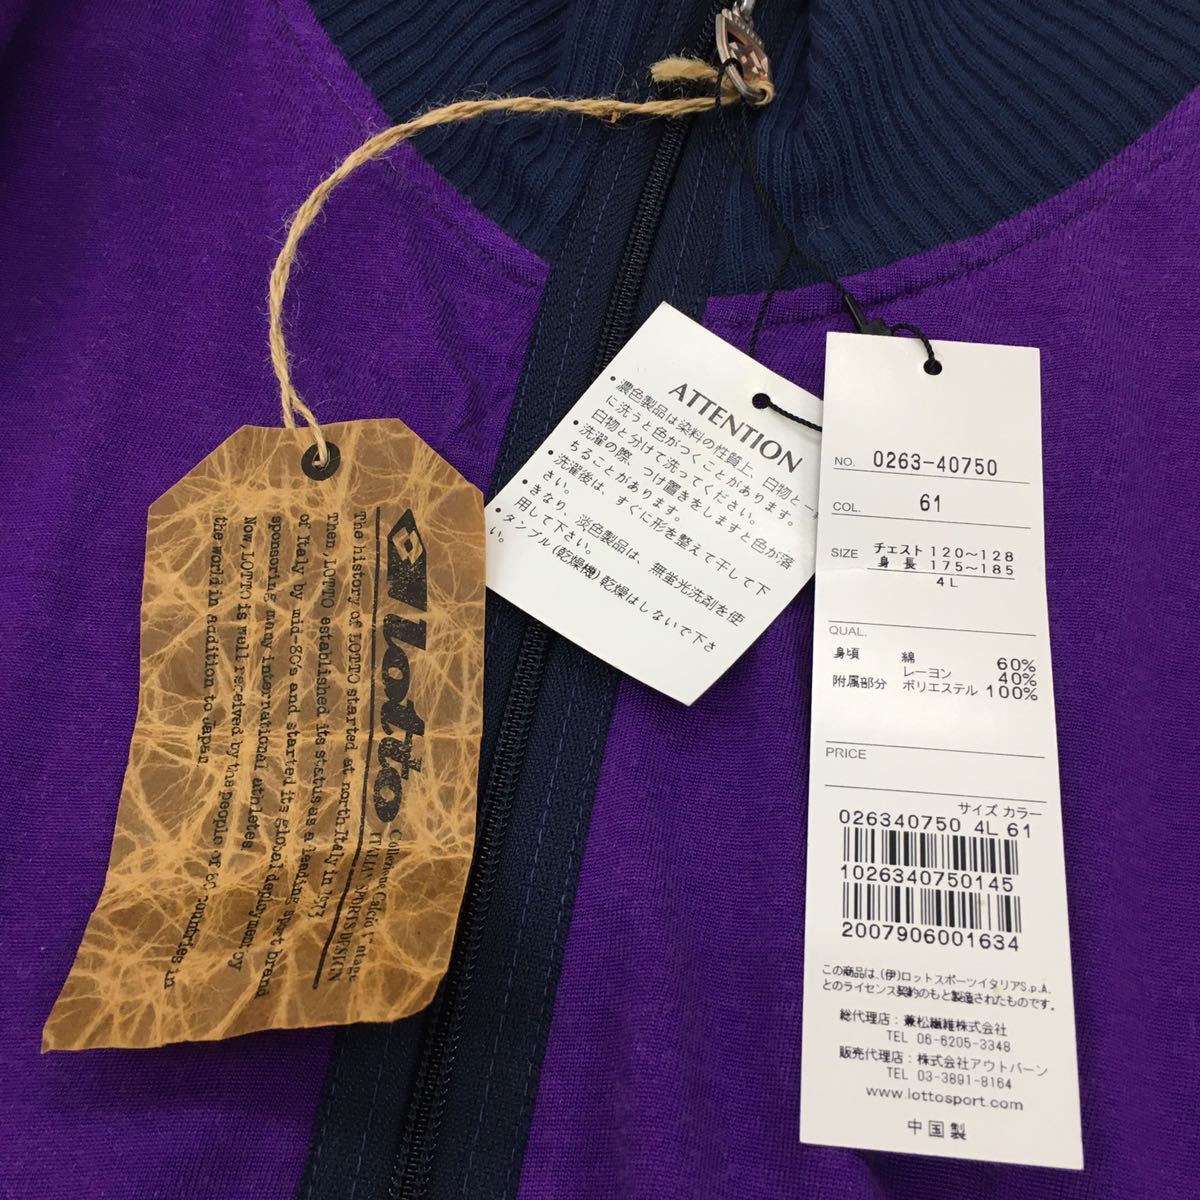 lotto
Collezione Calcio Vintage
ITALIAN SPORTS DESIGN
The history of LOTTO started at north Italy in 1973.
Then, LOTTO established its status as a leading sport brand
of Italy by mid-80's and started its global deployment by
sponsoring many international athletes.
Now, LOTTO is well received by the people of 80 countries in
the world in addition to Japan
ATTENTION
•濃色製品は染料の性質上、白物と一
に洗うと色がつくことがあります。
白物と分けて洗ってください。
•洗濯の際、つけ置きをしますと色が落
ちることがあります。
•洗濯後は、すぐに形を整えて干して下
さい。
•きなり、淡色製品は、無蛍光洗剤を使
用して下さい。
•タンブル(乾燥機)乾燥はしないで下さ
い。
NO. 0263-40750
COL. 61
SIZE チェスト 120~128
身 長 175~185
4L
QUAL.
身頃 綿 60%
レーヨン 40%
附属部分 ポリエステル 100%
PRICE
サイズ カラー
026340750 4L 61
1026340750145
2007906001634
この商品は、(伊)ロットスポーツイタリアS.p.A.
とのライセンス契約のもと製造されたものです。
総代理店:兼松繊維株式会社
TEL 06-6205-3348
販売代理店:株式会社アウトバーン
TEL 03-3891-8164
www.lottosport.com
中国製